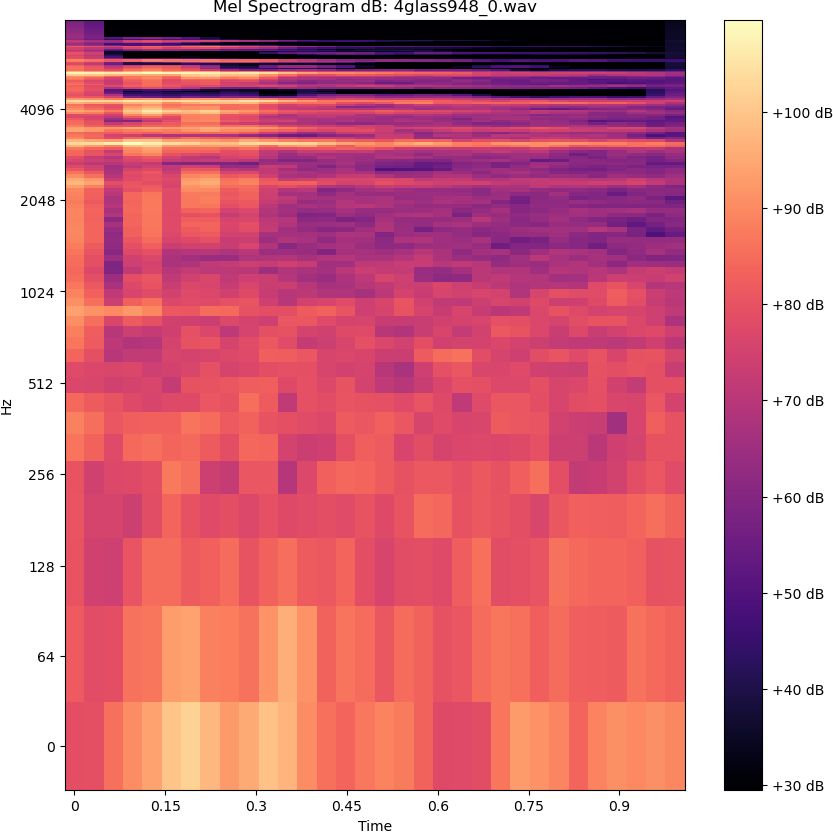 Mel Spectrogram dB: 4glass948_0.wav
Hz
4096
2048
1024
512
256
128
64
0
0 0.15 0.3 0.45 0.6 0.75 0.9
Time
+100 dB
+90 dB
+80 dB
+70 dB
+60 dB
+50 dB
+40 dB
+30 dB